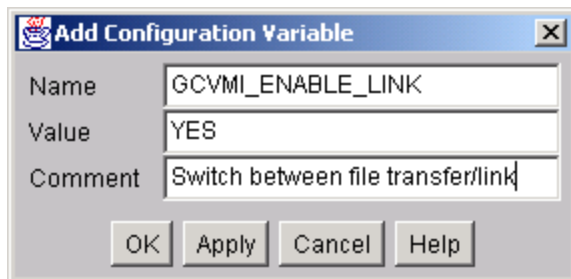 Add Configuration Variable
Name GCVMI_ENABLE_LINK
Value YES
Comment Switch between file transfer/link
OK Apply Cancel Help